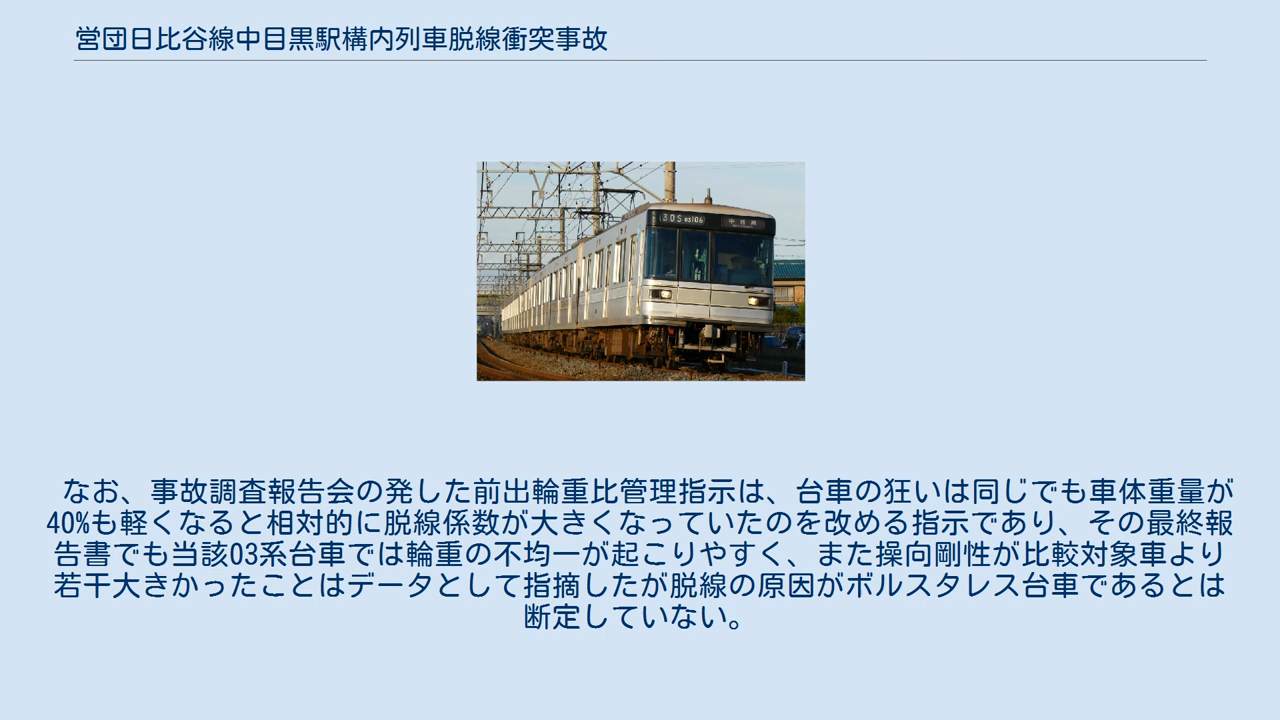 営団日比谷線中目黒駅構内列車脱線衝突事故
なお、事故調査報告会の発した前出輪重比管理指示は、台車の狂いは同じでも車体重量が
40%も軽くなると相対的に脱線係数が大きくなっていたのを改める指示であり、その最終報
告書でも当該03系台車では輪重の不均一が起こりやすく、また操向剛性が比較対象車より
若干大きかったことはデータとして指摘したが脱線の原因がボルスタレス台車であるとは
断定していない。